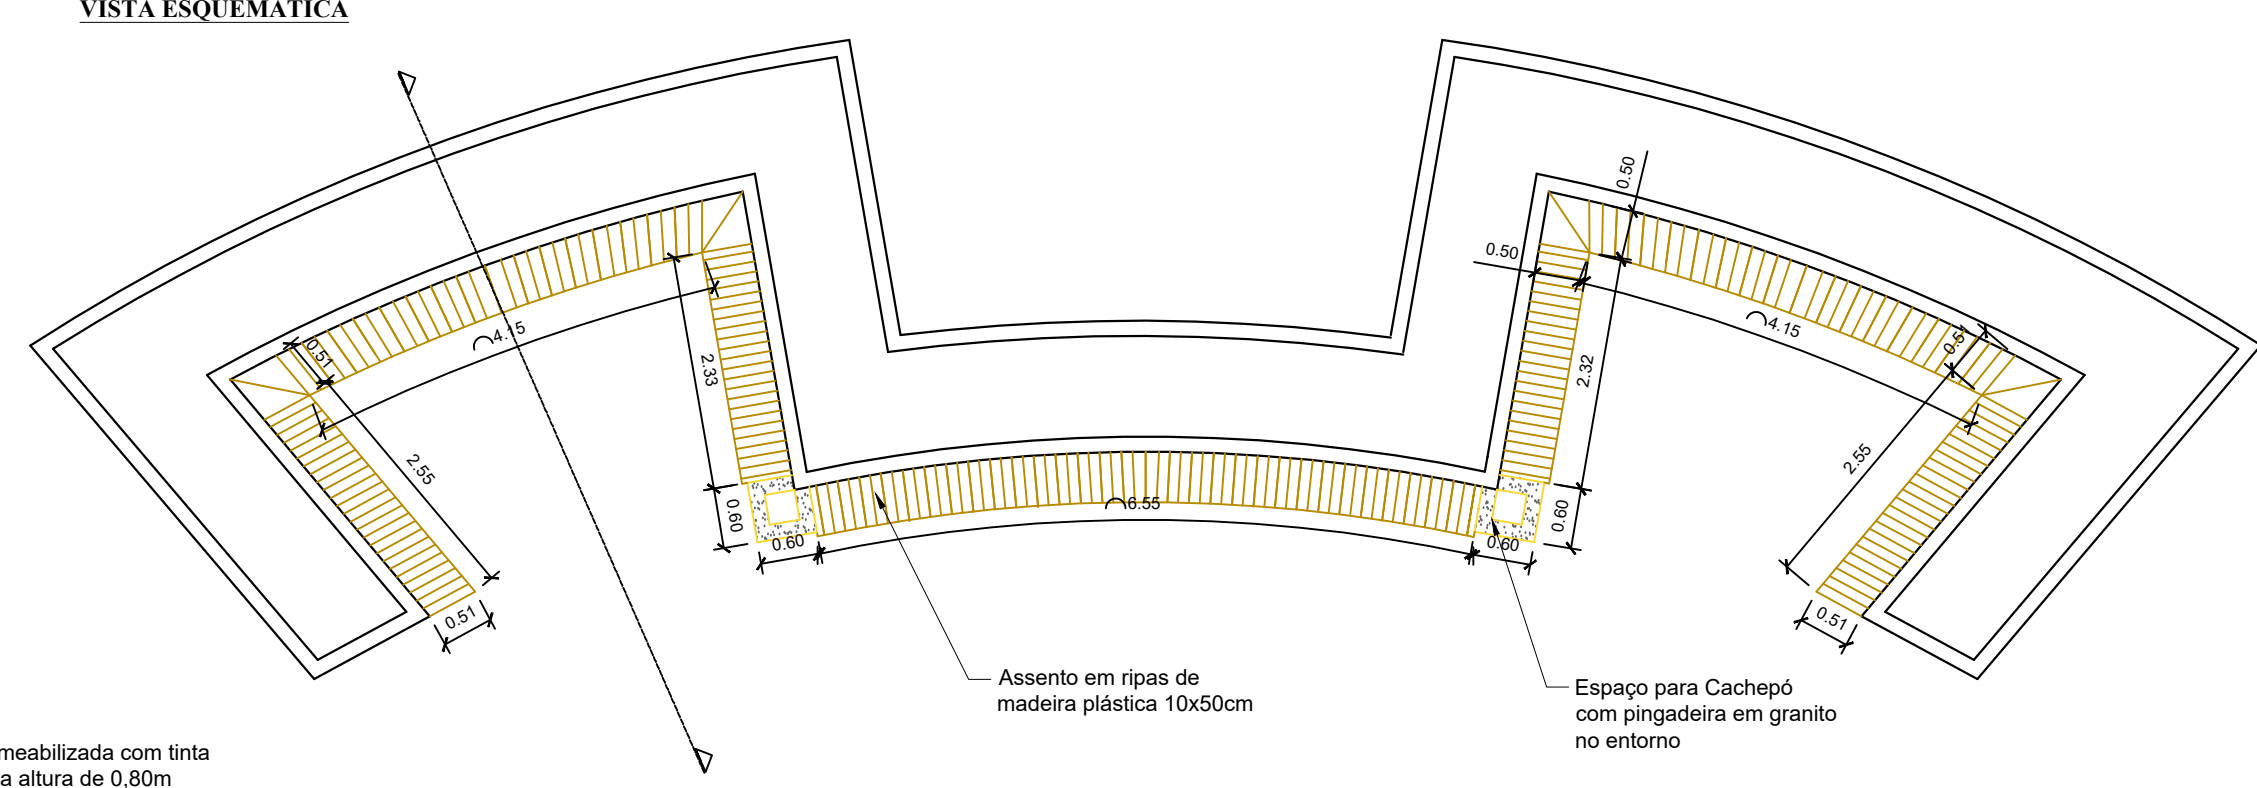 VISTA ESQUEMÁTICA
0.50
0.50
0.51
4.15
4.15
0.51
2.33
2.32
2.55
2.55
0.60
6.55
0.60
0.60
0.60
0.51
0.51
Assento em ripas de
madeira plástica 10x50cm
Espaço para Cachepó
com pingadeira em granito
no entorno
meabilizada com tinta
a altura de 0,80m